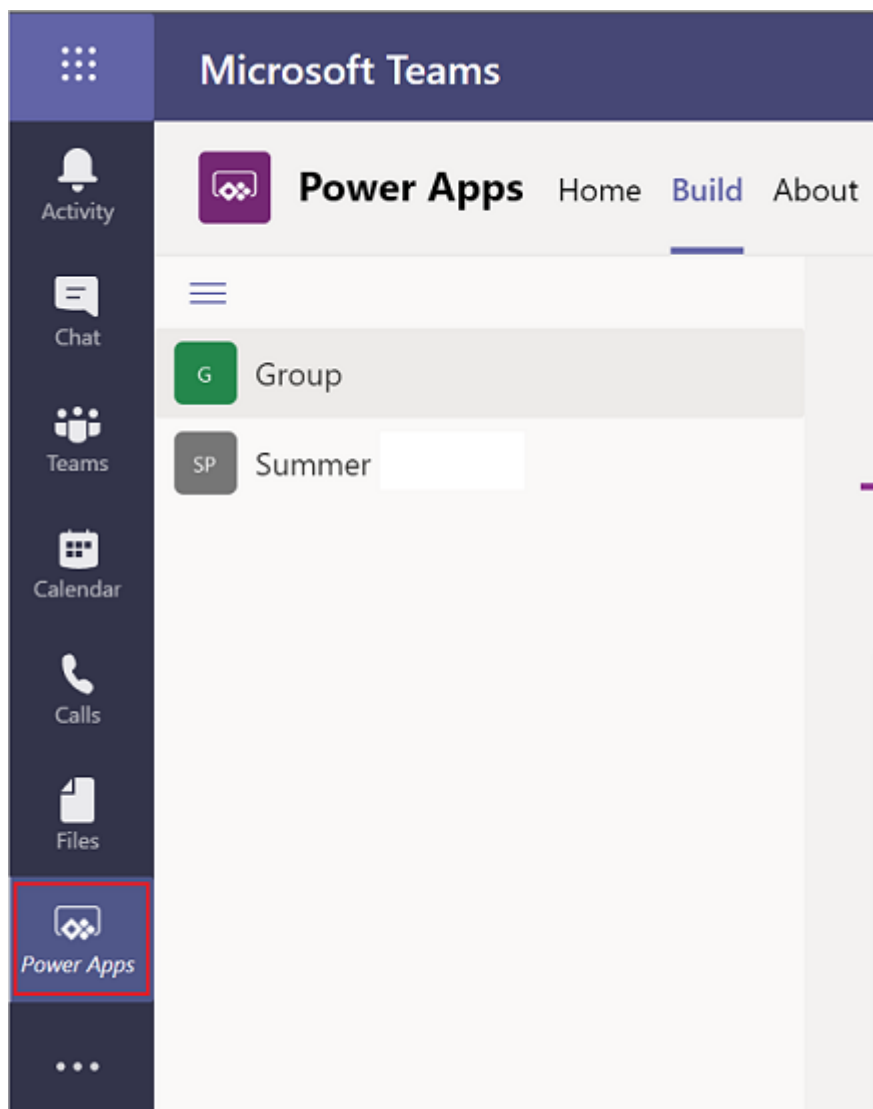 Microsoft Teams
Power Apps Home Build About
Activity
Chat
Teams
Calendar
Calls
Files
Power Apps
G Group
SP Summer